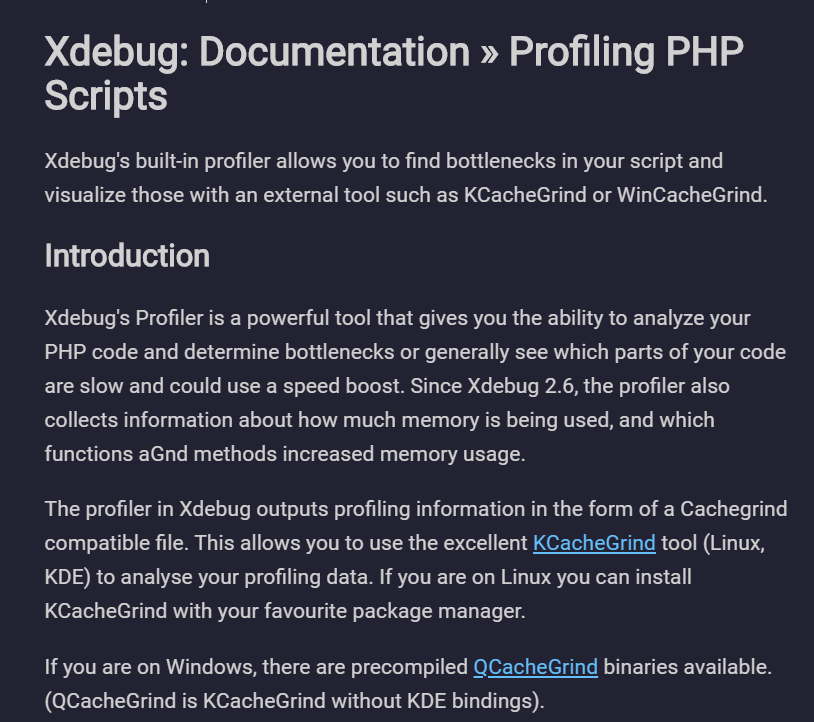 Xdebug: Documentation » Profiling PHP
Scripts
Xdebug's built-in profiler allows you to find bottlenecks in your script and
visualize those with an external tool such as KCacheGrind or WinCacheGrind.
Introduction
Xdebug's Profiler is a powerful tool that gives you the ability to analyze your
PHP code and determine bottlenecks or generally see which parts of your code
are slow and could use a speed boost. Since Xdebug 2.6, the profiler also
collects information about how much memory is being used, and which
functions aGnd methods increased memory usage.
The profiler in Xdebug outputs profiling information in the form of a Cachegrind
compatible file. This allows you to use the excellent KCacheGrind tool (Linux,
KDE) to analyse your profiling data. If you are on Linux you can install
KCacheGrind with your favourite package manager.
If you are on Windows, there are precompiled QCacheGrind binaries available.
(QCacheGrind is KCacheGrind without KDE bindings).